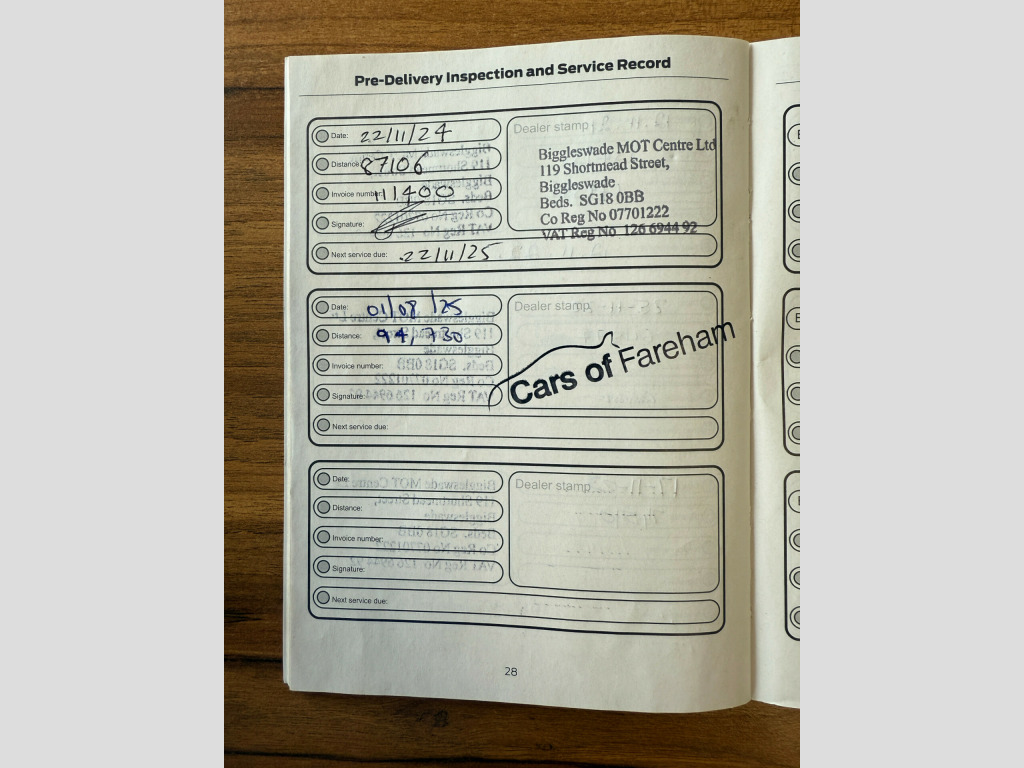 Pre-Delivery Inspection and Service Record
Date: 22/11/24
Distance: 87106
Invoice number: 111400
Signature:
Next service due: 22/11/25
Dealer stamp
Biggleswade MOT Centre Ltd
119 Shortmead Street,
Biggleswade
Beds. SG18 0BB
Co Reg No 07701222
VAT Reg No 126 6944 92
Date: 01/08/25
Distance: 94,730
Invoice number:
Signature:
Next service due:
Dealer stamp
Cars of Fareham
Date:
Distance:
Invoice number:
Signature:
Next service due:
Dealer stamp
28